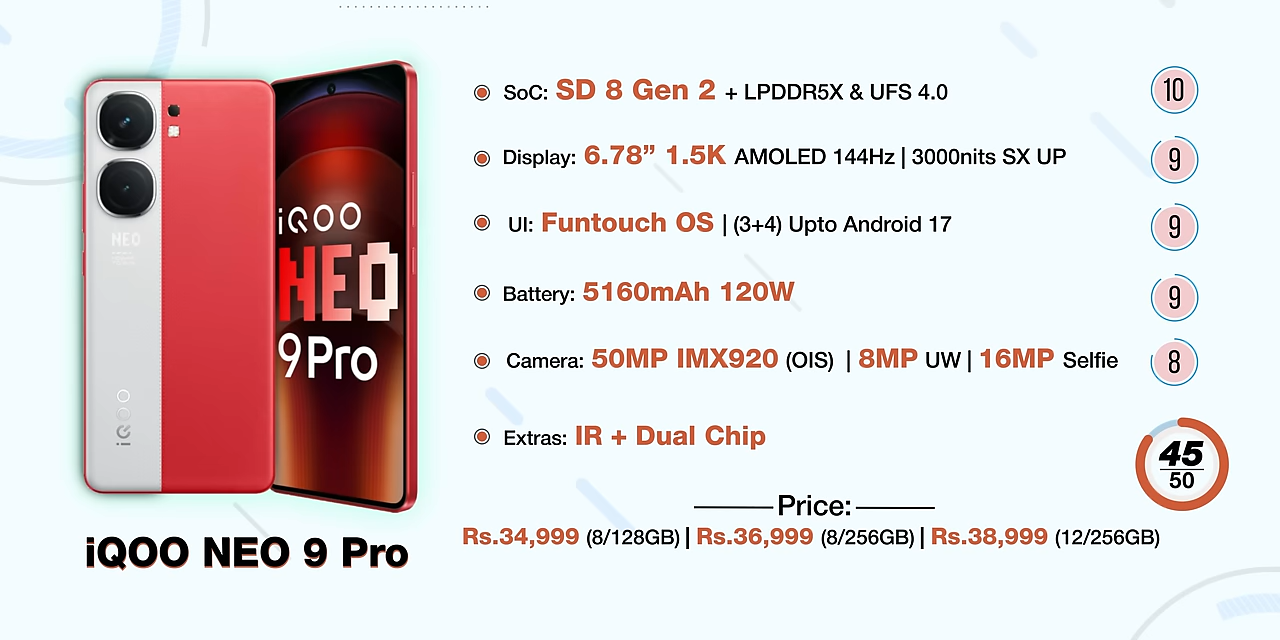 SoC: SD 8 Gen 2 + LPDDR5X & UFS 4.0
10
Display: 6.78” 1.5K AMOLED 144Hz | 3000nits SX UP
9
UI: Funtouch OS | (3+4) Upto Android 17
9
Battery: 5160mAh 120W
9
Camera: 50MP IMX920 (OIS) | 8MP UW | 16MP Selfie
8
Extras: IR + Dual Chip
45
50
Price:
Rs.34,999 (8/128GB) | Rs.36,999 (8/256GB) | Rs.38,999 (12/256GB)
NEO
iQOO
iQOO
NEO
9Pro
iQOO NEO 9 Pro